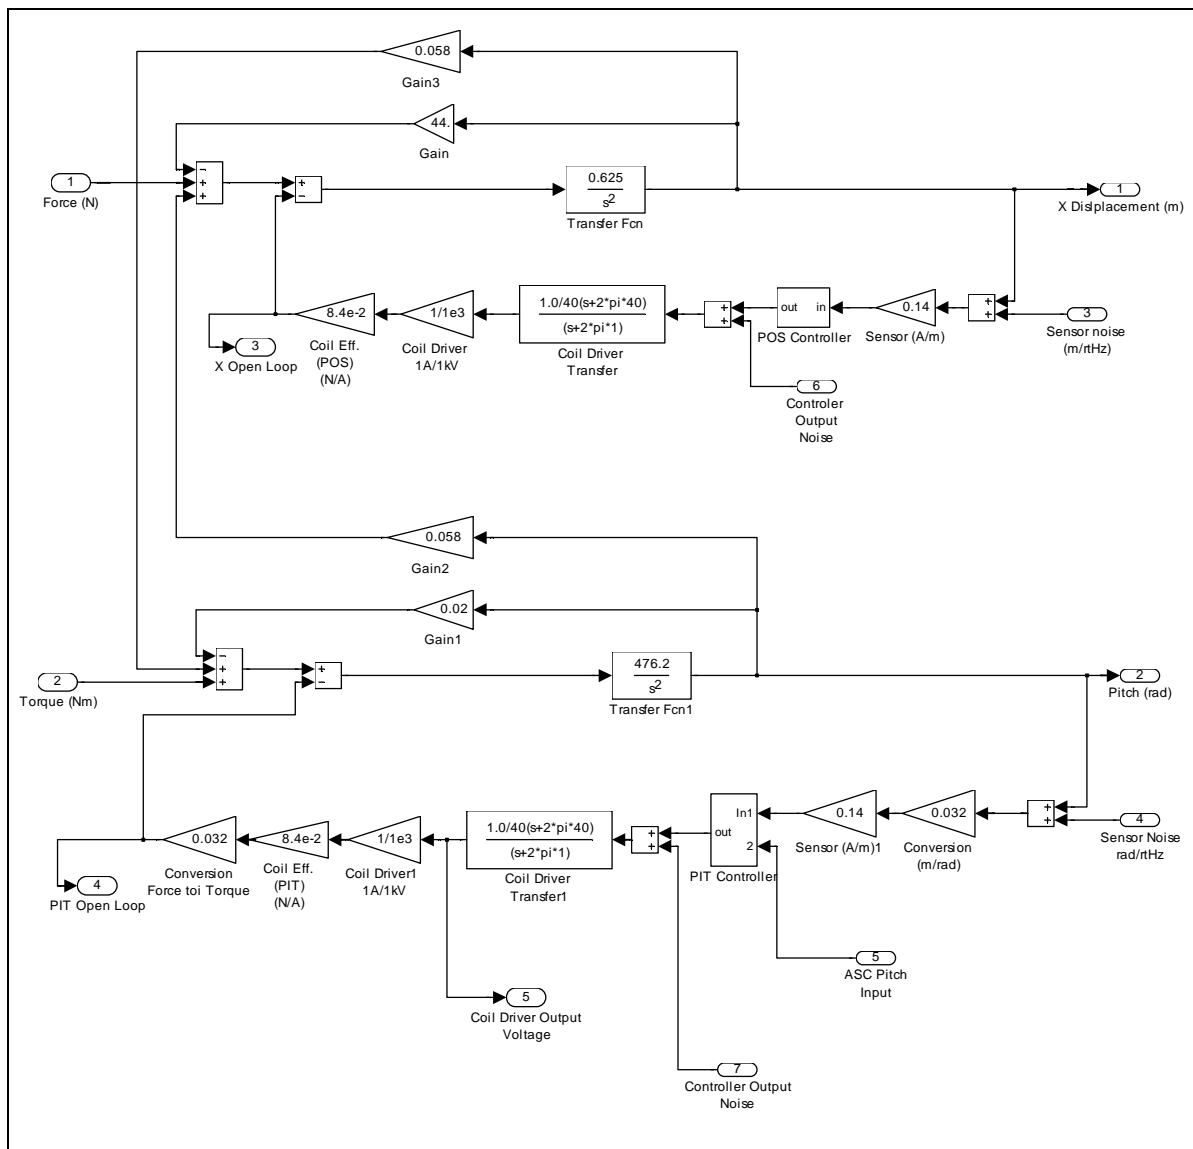 0.058
Gain3
44.
Gain
1
Force (N)
−
+
+
+
−
0.625
s2
Transfer Fcn
1
X Dislplacement (m)
8.4e-2
Coil Eff.
(POS)
(N/A)
1/1e3
Coil Driver
1A/1kV
1.0/40(s+2*pi*40)
(s+2*pi*1)
Coil Driver
Transfer
+
+
out in
POS Controller
0.14
Sensor (A/m)
+
+
3
Sensor noise
(m/rtHz)
3
X Open Loop
6
Controler
Output
Noise
0.058
Gain2
0.02
Gain1
−
+
+
+
−
2
Torque (Nm)
476.2
s2
Transfer Fcn1
2
Pitch (rad)
0.032
Conversion
Force toi Torque
8.4e-2
Coil Eff.
(PIT)
(N/A)
1/1e3
Coil Driver1
1A/1kV
1.0/40(s+2*pi*40)
(s+2*pi*1)
Coil Driver
Transfer1
+
+
In1
out
2
PIT Controller
0.14
Sensor (A/m)1
0.032
Conversion
(m/rad)
+
+
4
Sensor Noise
rad/rtHz
4
PIT Open Loop
5
ASC Pitch
Input
5
Coil Driver Output
Voltage
7
Controller Output
Noise